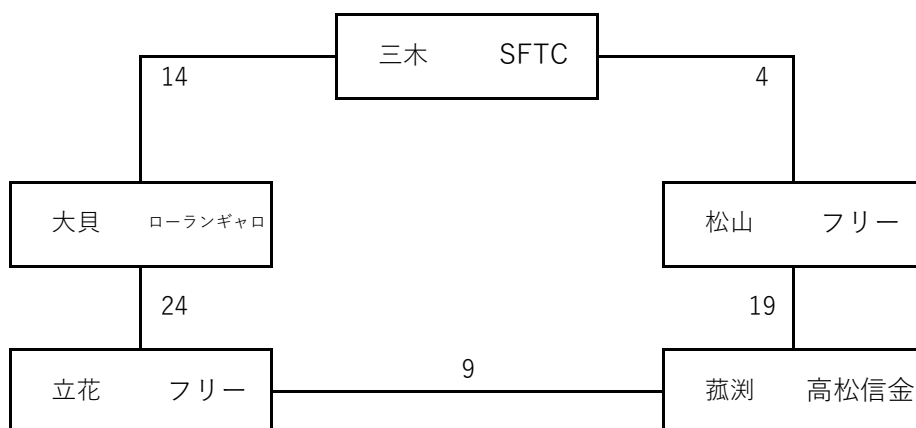 三木 SFTC
14
4
大貝 ローランギャロ
松山 フリー
24
19
立花 フリー
9
菰渕 高松信金